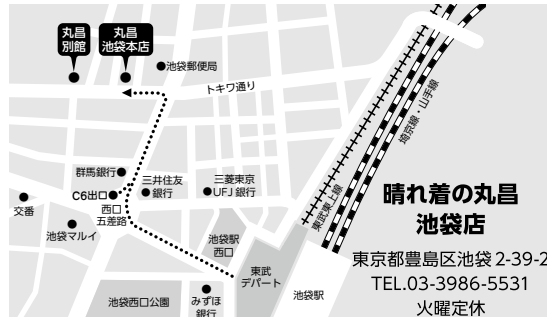 丸昌
別館
丸昌
池袋本店
池袋郵便局
トキワ通り
埼京線・山手線
東武東上線
群馬銀行
C6出口
西口
五差路
三井住友
銀行
三菱東京
UFJ 銀行
交番
池袋マルイ
池袋駅
西口
東武
デパート
池袋西口公園
みずほ
銀行
池袋駅
晴れ着の丸昌
池袋店
東京都豊島区池袋 2-39-2
TEL.03-3986-5531
火曜定休